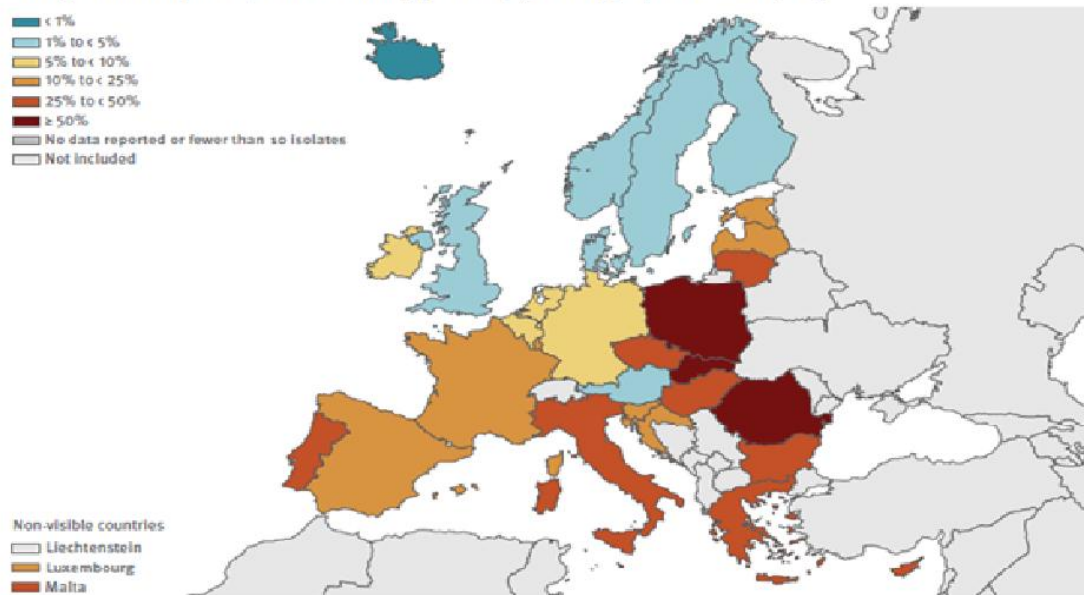 < 1%
1% to < 5%
5% to < 10%
10% to < 25%
25% to < 50%
≥ 50%
No data reported or fewer than 10 isolates
Not included
Non-visible countries
Liechtenstein
Luxembourg
Malta